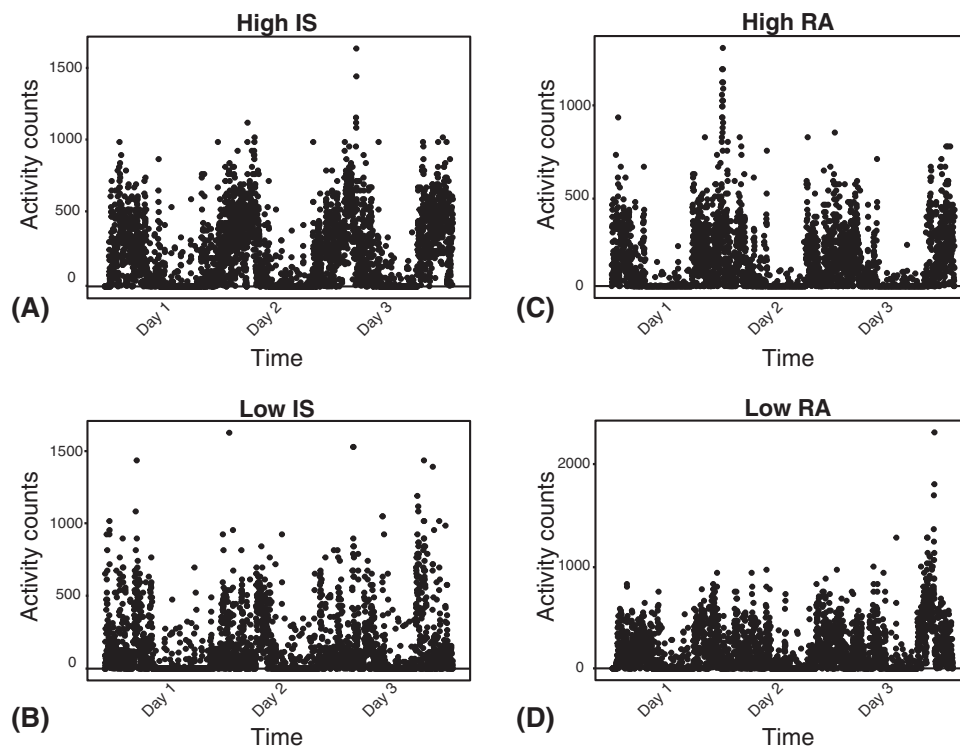 High IS
Activity counts
1500
1000
500
0
Day 1
Day 2
Day 3
Time
(A)
High RA
Activity counts
1000
500
0
Day 1
Day 2
Day 3
Time
(C)
Low IS
Activity counts
1500
1000
500
0
Day 1
Day 2
Day 3
Time
(B)
Low RA
Activity counts
2000
1000
0
Day 1
Day 2
Day 3
Time
(D)